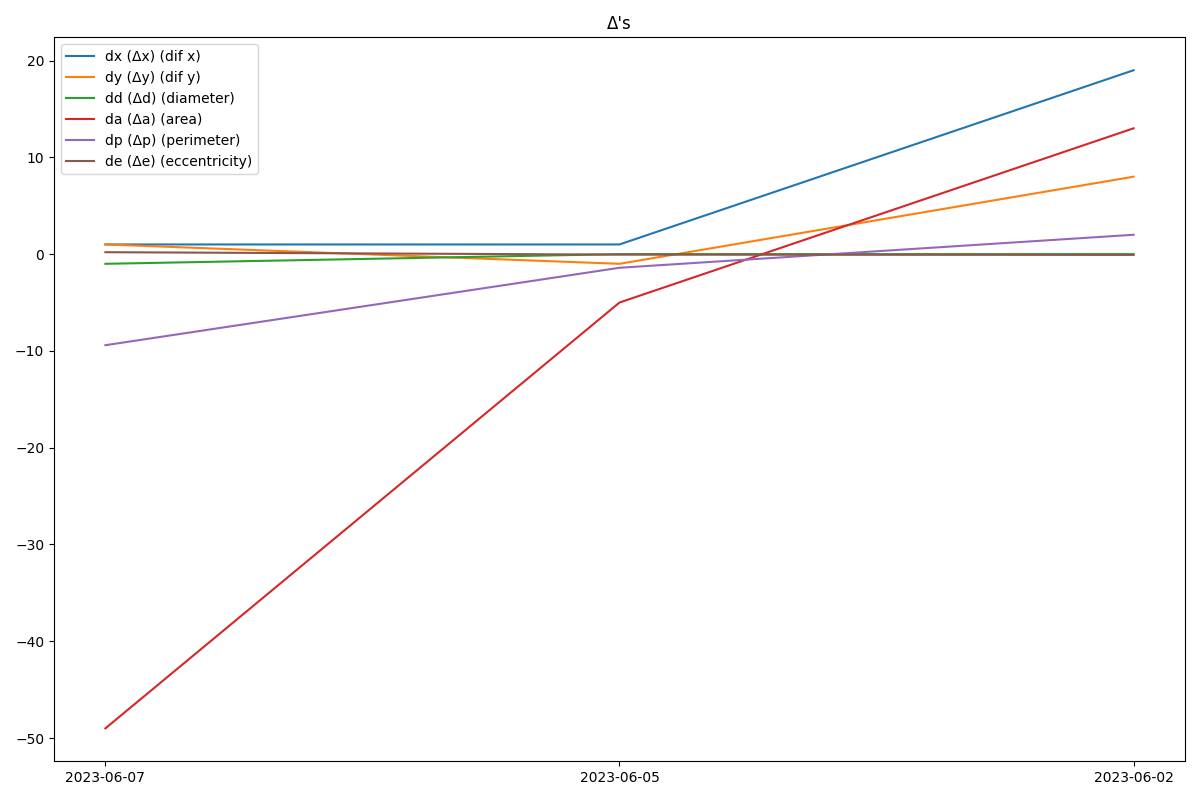 Δ's
dx (Δx) (dif x)
dy (Δy) (dif y)
dd (Δd) (diameter)
da (Δa) (area)
dp (Δp) (perimeter)
de (Δe) (eccentricity)
20
10
0
−10
−20
−30
−40
−50
2023-06-07 2023-06-05 2023-06-02